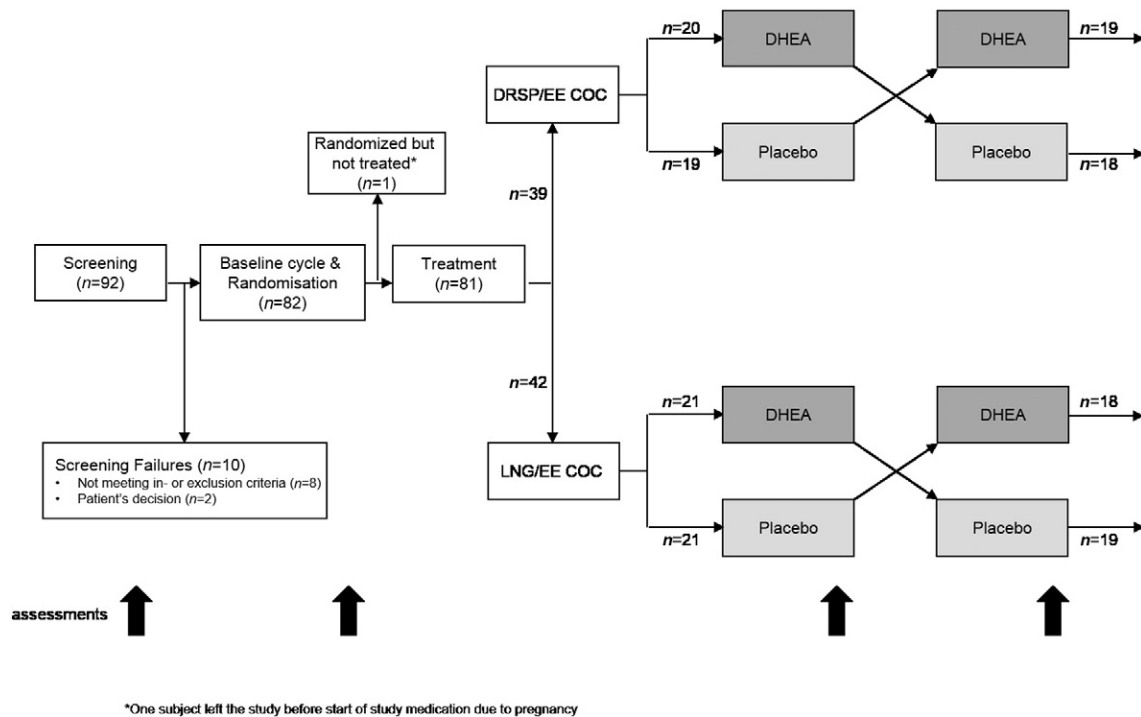 n=20
DHEA
DHEA
n=19
DRSP/EE COC
n=19
Placebo
Placebo
n=18
Randomized but
not treated*
(n=1)
n=39
Screening
(n=92)
Baseline cycle &
Randomisation
(n=82)
Treatment
(n=81)
n=42
Screening Failures (n=10)
• Not meeting in- or exclusion criteria (n=8)
• Patient's decision (n=2)
n=21
DHEA
DHEA
n=18
LNG/EE COC
n=21
Placebo
Placebo
n=19
assessments
*One subject left the study before start of study medication due to pregnancy